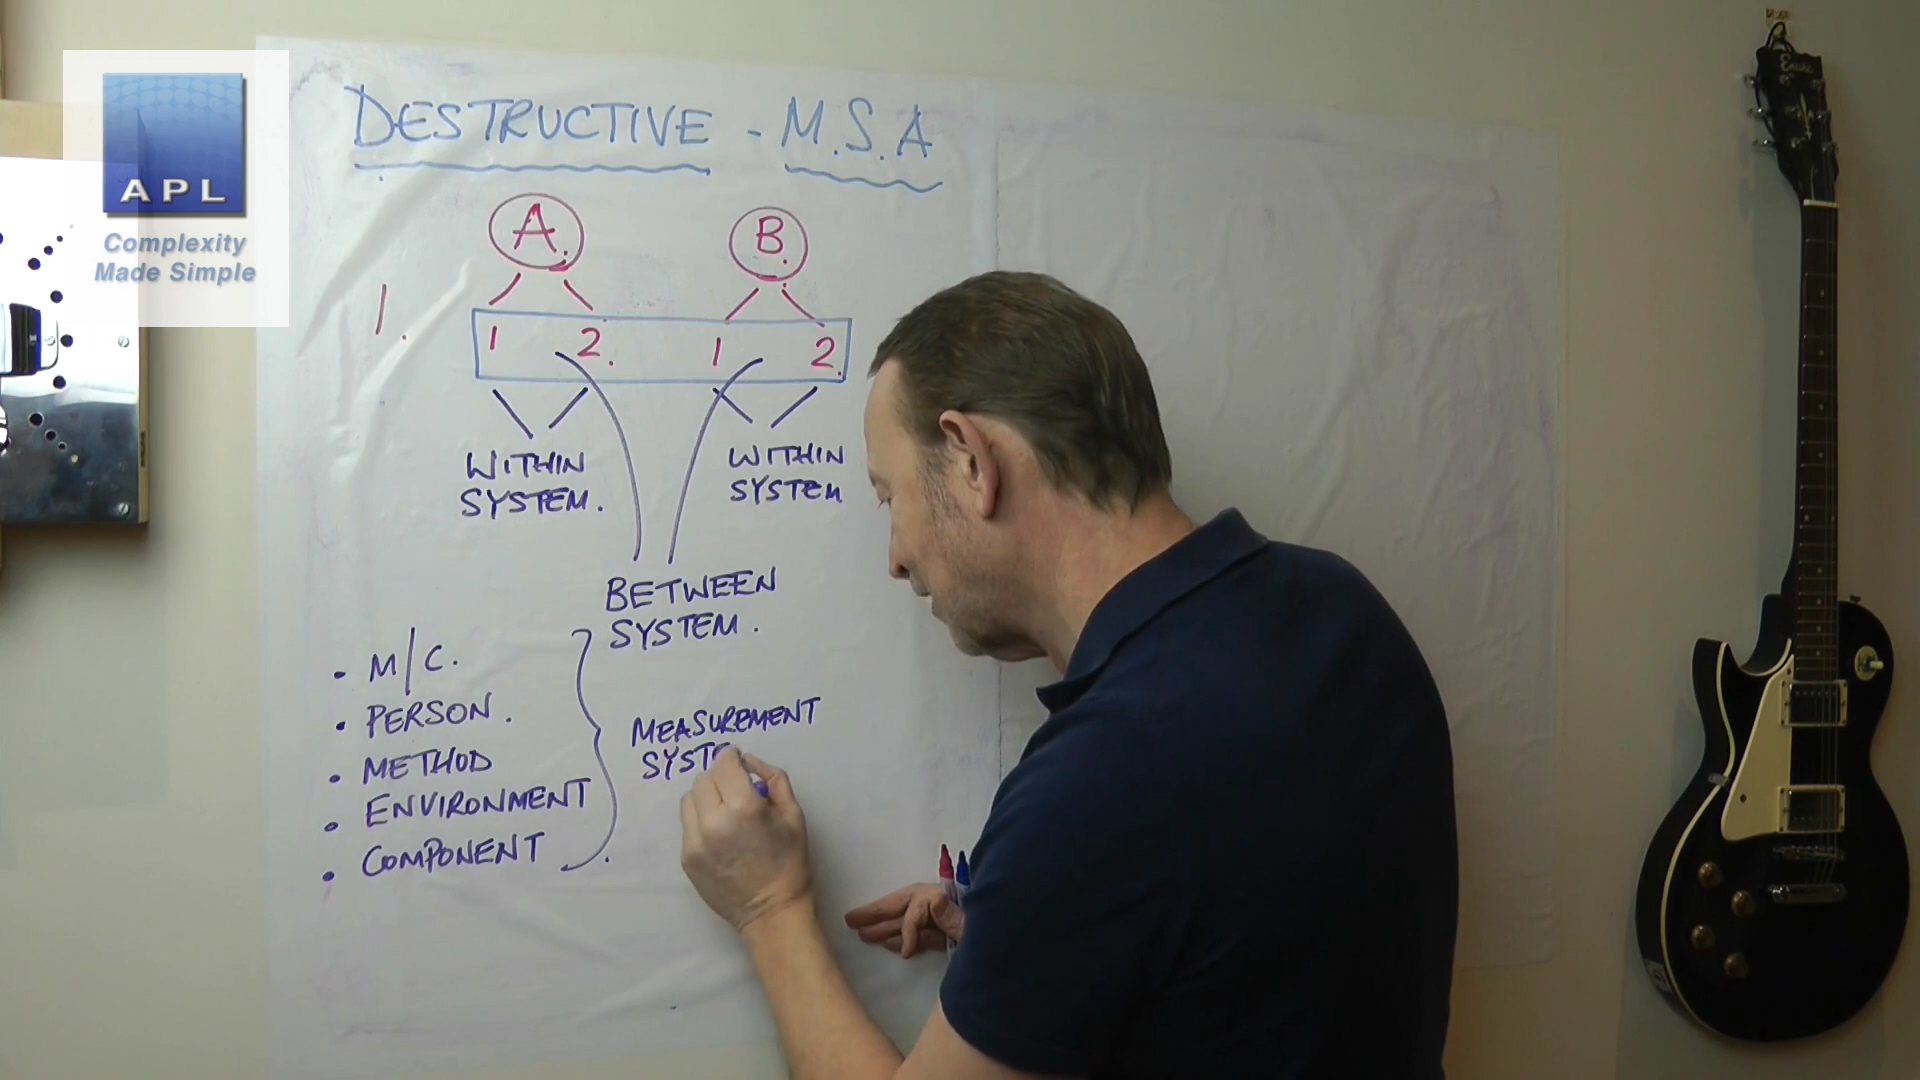 APL
Complexity
Made Simple
DESTRUCTIVE - M.S.A
A. B.
1.
1 2. 1 2.
WITHIN
SYSTEM.
WITHIN
SYSTEM
BETWEEN
SYSTEM.
• M/C.
• PERSON.
• METHOD
• ENVIRONMENT
• COMPONENT
MEASUREMENT
SYSTE